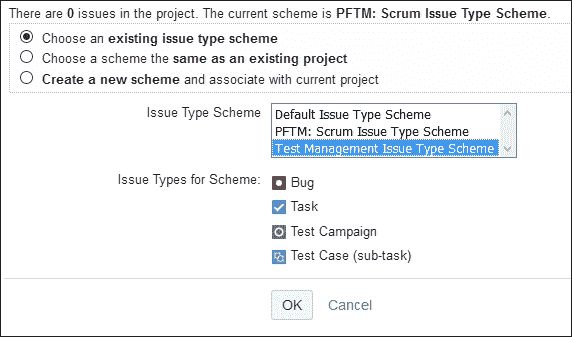 There are 0 issues in the project. The current scheme is PFTM: Scrum Issue Type Scheme.
Choose an existing issue type scheme
Choose a scheme the same as an existing project
Create a new scheme and associate with current project
Issue Type Scheme
Default Issue Type Scheme
PFTM: Scrum Issue Type Scheme
Test Management Issue Type Scheme
Issue Types for Scheme:
Bug
Task
Test Campaign
Test Case (sub-task)
OK Cancel